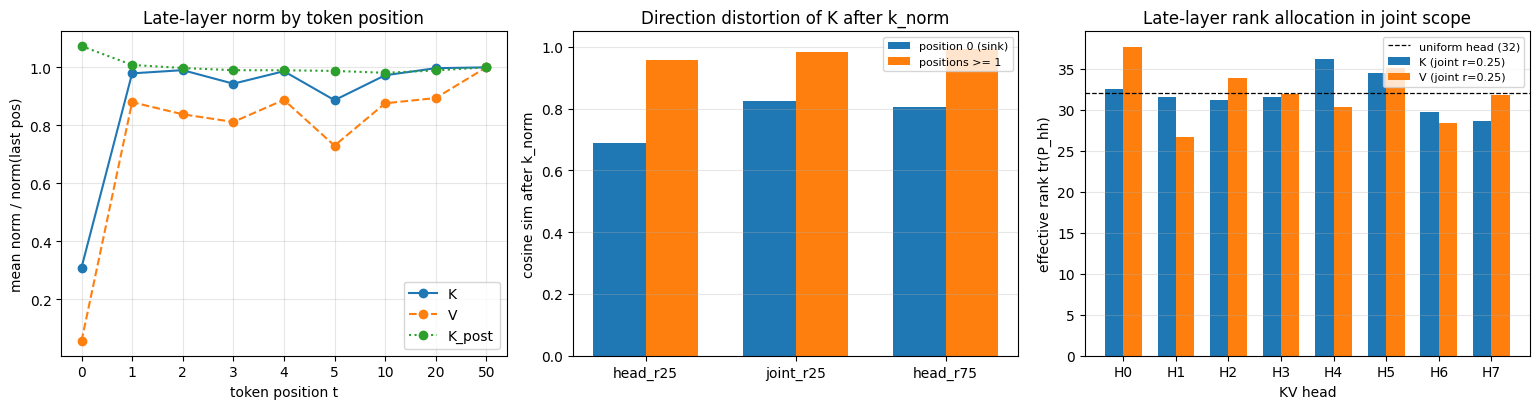 Late-layer norm by token position
mean norm / norm(last pos)
1.0
0.8
0.6
0.4
0.2
K
V
K_post
0 1 2 3 4 5 10 20 50
token position t
Direction distortion of K after k_norm
cosine sim after k_norm
1.0
0.8
0.6
0.4
0.2
0.0
position 0 (sink)
positions >= 1
head_r25 joint_r25 head_r75
Late-layer rank allocation in joint scope
effective rank tr(P_hh)
35
30
25
20
15
10
5
0
uniform head (32)
K (joint r=0.25)
V (joint r=0.25)
H0 H1 H2 H3 H4 H5 H6 H7
KV head